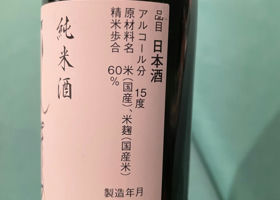 品目 日本酒
アルコール分 15度
原材料名 米(国産)、米麹(国産米)
精米歩合 60%
製造年月
純米酒